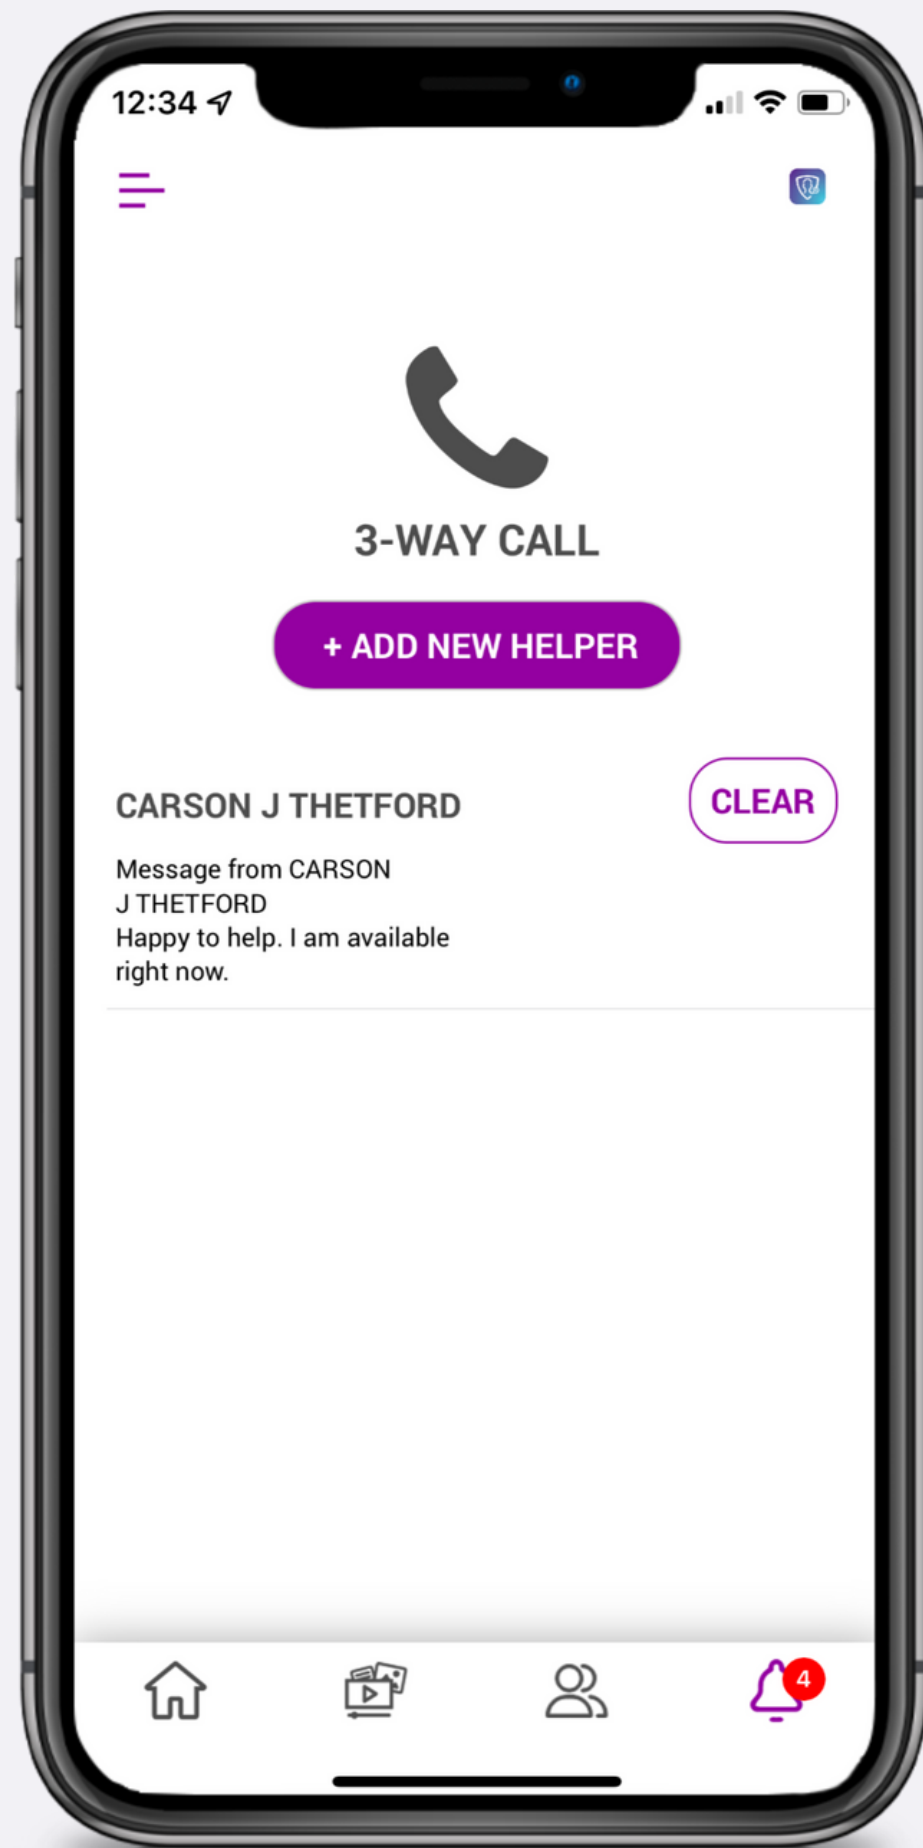 12:34
3-WAY CALL
+ ADD NEW HELPER
CARSON J THETFORD
CLEAR
Message from CARSON
J THETFORD
Happy to help. I am available
right now.
4